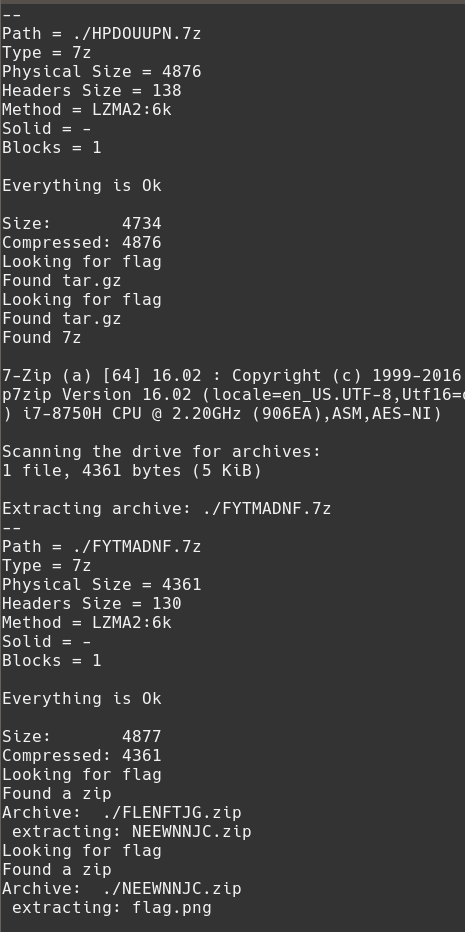 --
Path = ./HPDOUUPN.7z
Type = 7z
Physical Size = 4876
Headers Size = 138
Method = LZMA2:6k
Solid = -
Blocks = 1
Everything is Ok
Size:       4734
Compressed: 4876
Looking for flag
Found tar.gz
Looking for flag
Found tar.gz
Found 7z
7-Zip (a) [64] 16.02 : Copyright (c) 1999-2016
p7zip Version 16.02 (locale=en_US.UTF-8,Utf16=
) i7-8750H CPU @ 2.20GHz (906EA),ASM,AES-NI)
Scanning the drive for archives:
1 file, 4361 bytes (5 KiB)
Extracting archive: ./FYTMADNF.7z
--
Path = ./FYTMADNF.7z
Type = 7z
Physical Size = 4361
Headers Size = 130
Method = LZMA2:6k
Solid = -
Blocks = 1
Everything is Ok
Size:       4877
Compressed: 4361
Looking for flag
Found a zip
Archive:  ./FLENFTJG.zip
 extracting: NEEWNNJC.zip
Looking for flag
Found a zip
Archive:  ./NEEWNNJC.zip
 extracting: flag.png